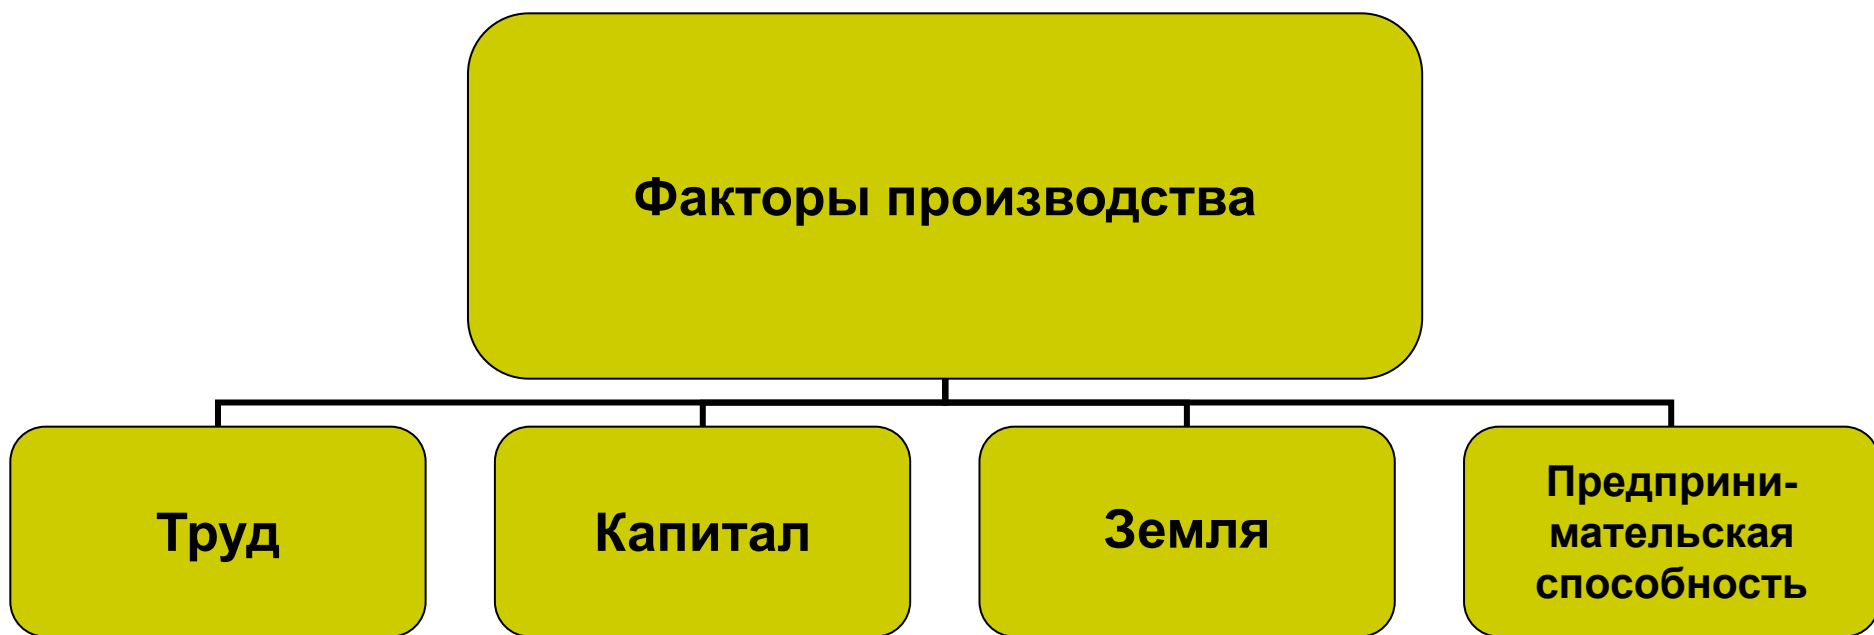 Факторы производства
Труд
Капитал
Земля
Предприни-
мательская
способность